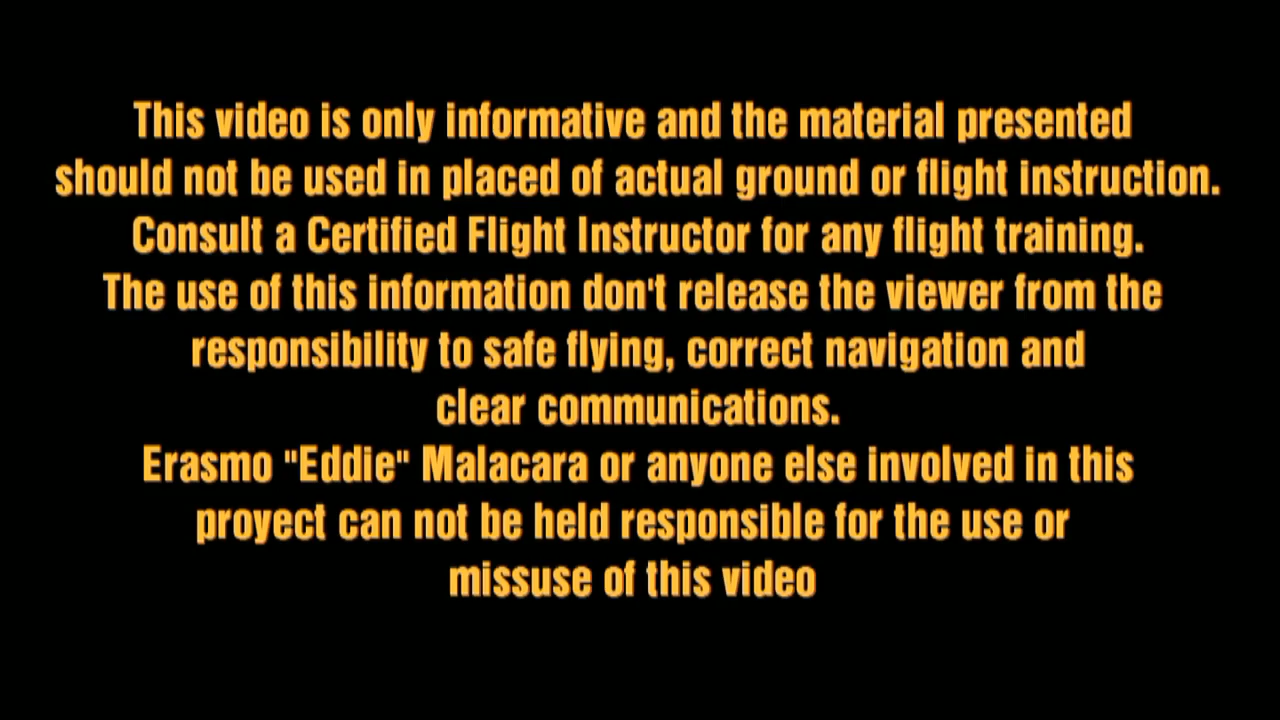 This video is only informative and the material presented
should not be used in placed of actual ground or flight instruction.
Consult a Certified Flight Instructor for any flight training.
The use of this information don't release the viewer from the
responsibility to safe flying, correct navigation and
clear communications.
Erasmo "Eddie" Malacara or anyone else involved in this
proyect can not be held responsible for the use or
missuse of this video